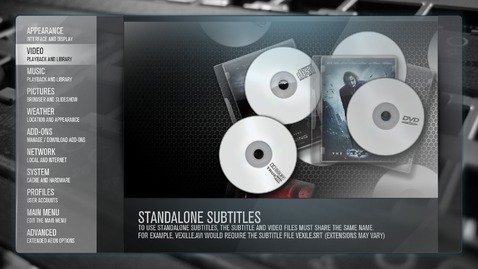 APPEARANCE
INTERFACE AND DISPLAY
VIDEO
PLAYBACK AND LIBRARY
MUSIC
PLAYBACK AND LIBRARY
PICTURES
BROWSER AND SLIDESHOW
WEATHER
LOCATION AND APPEARANCE
ADD-ONS
MANAGE / DOWNLOAD ADD-ONS
NETWORK
LOCAL AND INTERNET
SYSTEM
CACHE AND HARDWARE
PROFILES
USER ACCOUNTS
MAIN MENU
EDIT THE MAIN MENU
ADVANCED
EXTENDED AEON OPTIONS
DVD
STANDALONE SUBTITLES
TO USE STANDALONE SUBTITLES, THE SUBTITLE AND VIDEO FILES MUST SHARE THE SAME NAME.
FOR EXAMPLE, VEXILLE.AVI WOULD REQUIRE THE SUBTITLE FILE VEXILE.SRT (EXTENSIONS MAY VARY)